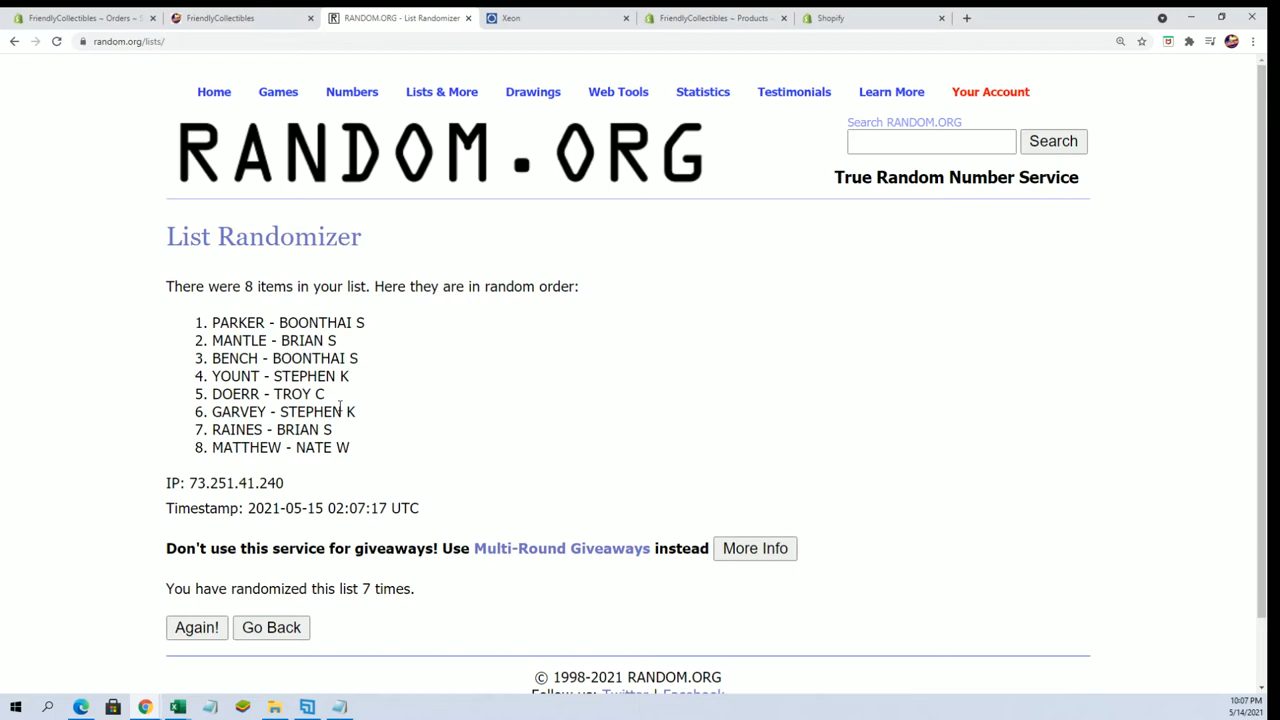 FriendlyCollectibles ~ Orders ~ S
FriendlyCollectibles
RANDOM.ORG - List Randomizer
Xeon
FriendlyCollectibles ~ Products
Shopify
random.org/lists/
Home Games Numbers Lists & More Drawings Web Tools Statistics Testimonials Learn More Your Account
Search RANDOM.ORG
RANDOM.ORG
Search
True Random Number Service
List Randomizer
There were 8 items in your list. Here they are in random order:
1. PARKER - BOONTHAI S
2. MANTLE - BRIAN S
3. BENCH - BOONTHAI S
4. YOUNT - STEPHEN K
5. DOERR - TROY C
6. GARVEY - STEPHEN K
7. RAINES - BRIAN S
8. MATTHEW - NATE W
IP: 73.251.41.240
Timestamp: 2021-05-15 02:07:17 UTC
Don't use this service for giveaways! Use Multi-Round Giveaways instead More Info
You have randomized this list 7 times.
Again! Go Back
© 1998-2021 RANDOM.ORG
Follow us: Twitter | Facebook
10:07 PM
5/14/2021